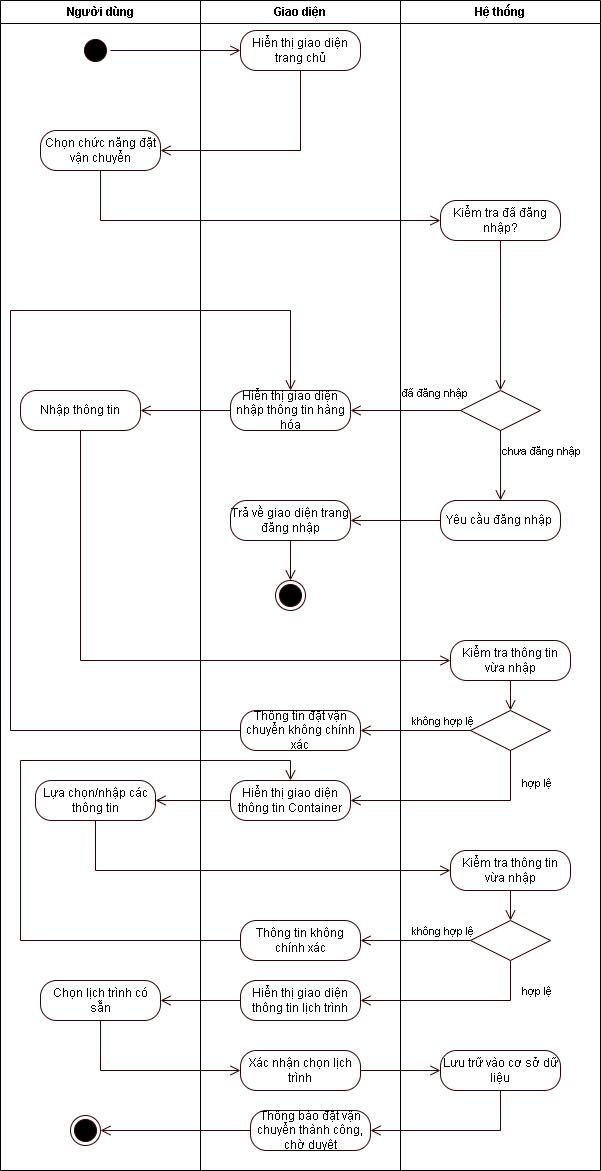 Người dùng
Giao diện
Hệ thống
Hiển thị giao diện
trang chủ
Chọn chức năng đặt
vận chuyển
Kiểm tra đã đăng
nhập?
đã đăng nhập
Nhập thông tin
Hiển thị giao diện
nhập thông tin hàng
hóa
chưa đăng nhập
Trả về giao diện trang
đăng nhập
Yêu cầu đăng nhập
Kiểm tra thông tin
vừa nhập
Thông tin đặt vận
chuyển không chính
xác
không hợp lệ
hợp lệ
Lựa chọn/nhập các
thông tin
Hiển thị giao diện
thông tin Container
Kiểm tra thông tin
vừa nhập
Thông tin không
chính xác
không hợp lệ
hợp lệ
Chọn lịch trình có
sẵn
Hiển thị giao diện
thông tin lịch trình
Xác nhận chọn lịch
trình
Lưu trữ vào cơ sở dữ
liệu
Thông báo đặt vận
chuyển thành công,
chờ duyệt